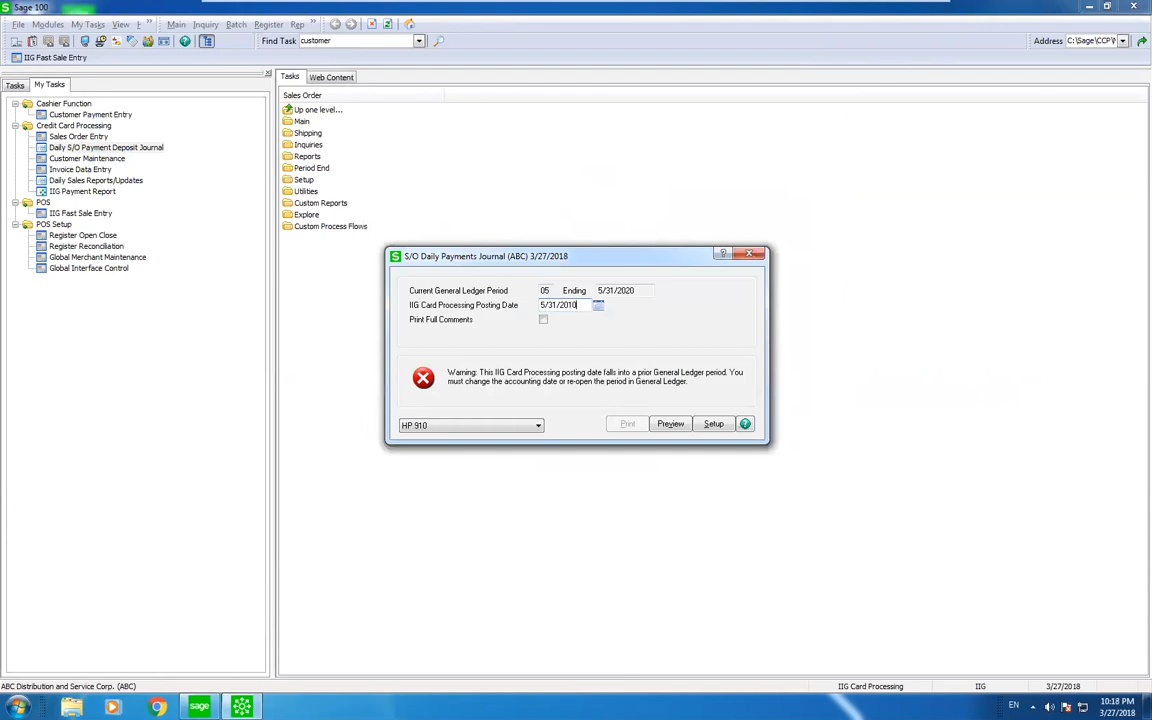 Sage 100
File Modules My Tasks View Main Inquiry Batch Register Rep
Find Task customer Address C:\Sage\CCP\
IIG Fast Sale Entry
Tasks My Tasks
Cashier Function
Customer Payment Entry
Credit Card Processing
Sales Order Entry
Daily S/O Payment Deposit Journal
Customer Maintenance
Invoice Data Entry
Daily Sales Reports/Updates
IIG Payment Report
POS
IIG Fast Sale Entry
POS Setup
Register Open Close
Register Reconciliation
Global Merchant Maintenance
Global Interface Control
Tasks Web Content
Sales Order
Up one level...
Main
Shipping
Inquiries
Reports
Period End
Setup
Utilities
Custom Reports
Explore
Custom Process Flows
S/O Daily Payments Journal (ABC) 3/27/2018
Current General Ledger Period 05 Ending 5/31/2020
IIG Card Processing Posting Date 5/31/2010
Print Full Comments
Warning: This IIG Card Processing posting date falls into a prior General Ledger period. You
must change the accounting date or re-open the period in General Ledger.
HP 910 Print Preview Setup
ABC Distribution and Service Corp. (ABC) IIG Card Processing IIG 3/27/2018
sage
EN 10:18 PM
3/27/2018